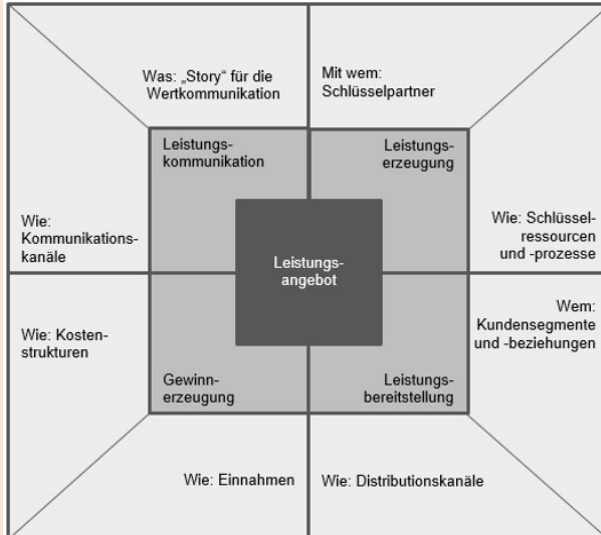 Was: „Story“ für die
Wertkommunikation
Mit wem:
Schlüsselpartner
Leistungs-
kommunikation
Leistungs-
erzeugung
Wie:
Kommunikations-
kanäle
Wie: Schlüssel-
ressourcen
und -prozesse
Leistungs-
angebot
Wie: Kosten-
strukturen
Wem:
Kundensegmente
und -beziehungen
Gewinn-
erzeugung
Leistungs-
bereitstellung
Wie: Einnahmen
Wie: Distributionskanäle